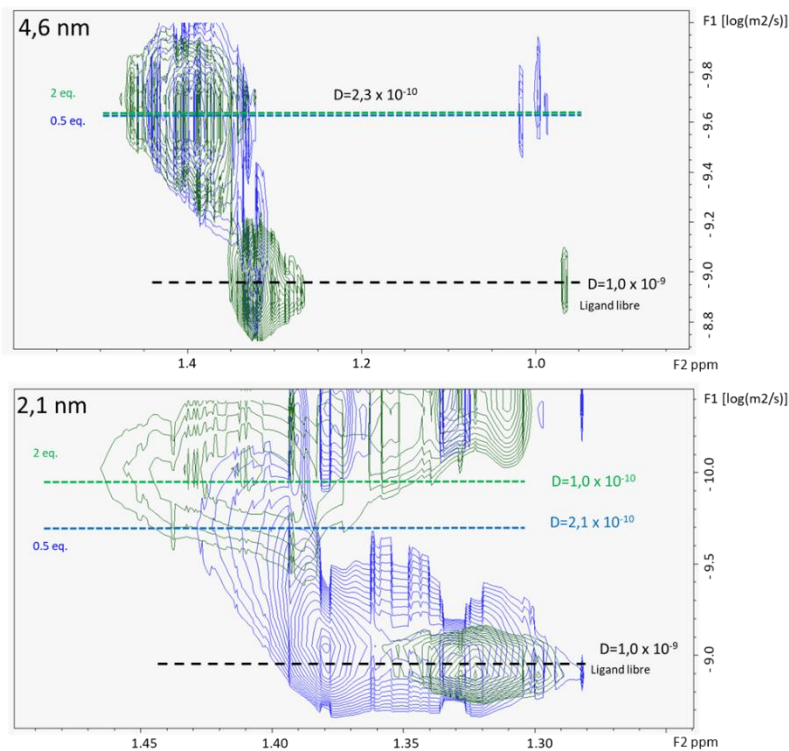 4,6 nm
F1 [log(m2/s)]
- 9.8
2 eq.
D=2,3 x 10-10
0.5 eq.
- 9.6
- 9.4
- 9.2
- 9.0
D=1,0 x 10-9
Ligand libre
- 8.8
1.4
1.2
1.0
F2 ppm
2,1 nm
F1 [log(m2/s)]
2 eq.
- 10.0
D=1,0 x 10-10
D=2,1 x 10-10
0.5 eq.
- 9.5
D=1,0 x 10-9
- 9.0
Ligand libre
1.45
1.40
1.35
1.30
F2 ppm